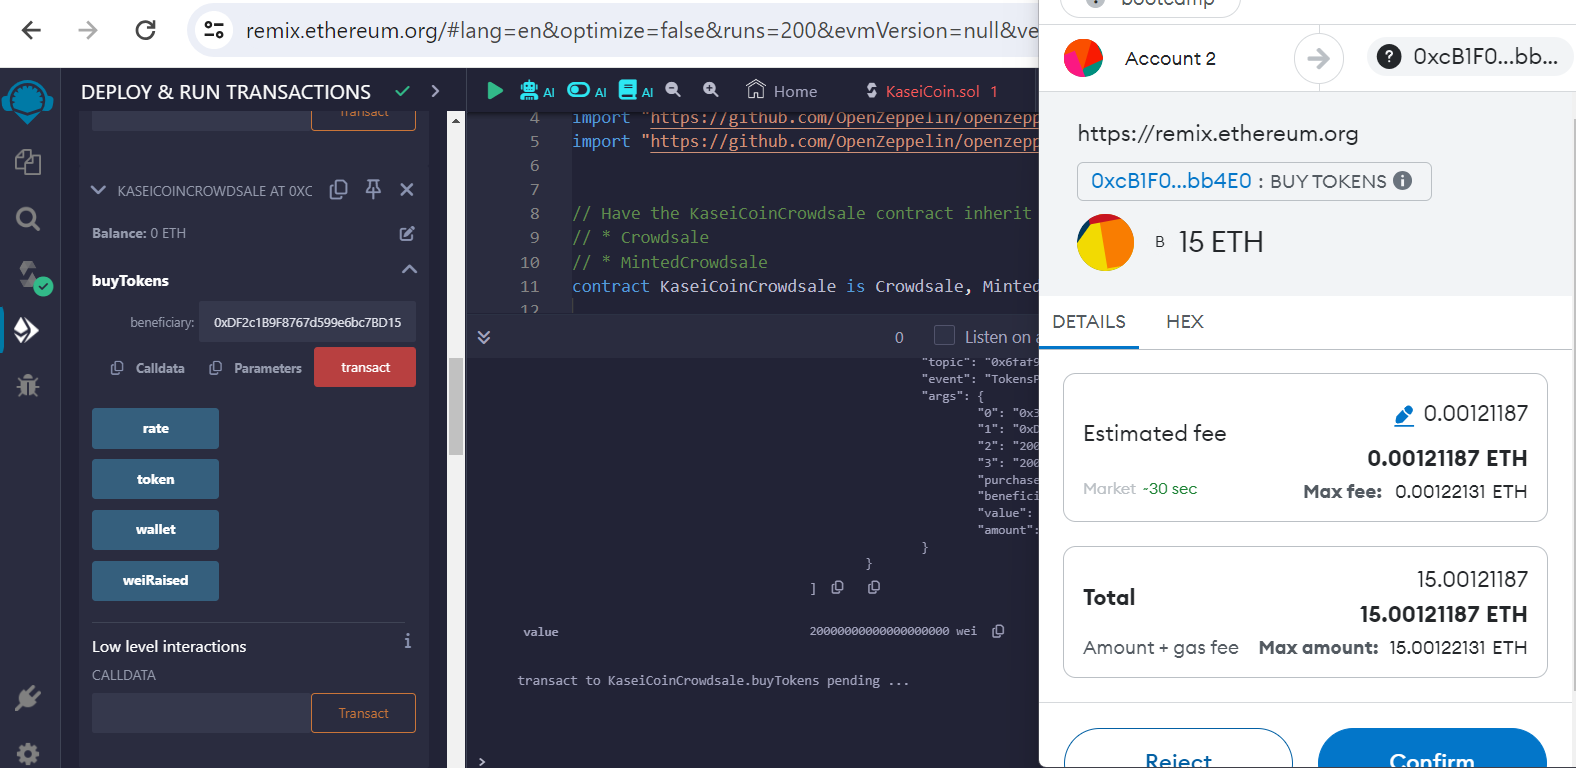 remix.ethereum.org/#lang=en&optimize=false&runs=200&evmVersion=null&ve
DEPLOY & RUN TRANSACTIONS
Transact
KASEICOINCROWDSALE AT 0XC
Balance: 0 ETH
buyTokens
beneficiary: 0xDF2c1B9F8767d599e6bc7BD15
Calldata Parameters transact
rate
token
wallet
weiRaised
Low level interactions
i
CALLDATA
Transact
AI AI AI Home KaseiCoin.sol 1
4 import "https://github.com/OpenZeppelin/openzepp
5 import "https://github.com/OpenZeppelin/openzepp
6
7
8 // Have the KaseiCoinCrowdsale contract inherit
9 // * Crowdsale
10 // * MintedCrowdsale
11 contract KaseiCoinCrowdsale is Crowdsale, Minted
12
0 Listen on a
"topic": "0x6faf9
"event": "TokensP
"args": {
"0": "0x3
"1": "0xD
"2": "200
"3": "200
"purchase
"benefici
"value":
"amount":
}
}
]
value 20000000000000000000 wei
transact to KaseiCoinCrowdsale.buyTokens pending ...
>
bootcamp
Account 2 ? 0xcB1F0...bb...
https://remix.ethereum.org
0xcB1F0...bb4E0 : BUY TOKENS
B 15 ETH
DETAILS HEX
0.00121187
Estimated fee
0.00121187 ETH
Market ~30 sec Max fee: 0.00122131 ETH
15.00121187
Total
15.00121187 ETH
Amount + gas fee Max amount: 15.00122131 ETH
Reject Confirm